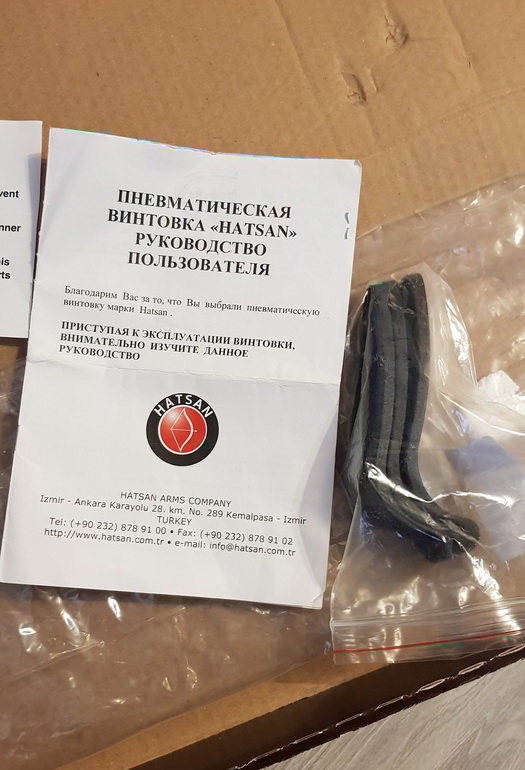 vent
nner
is
rts
ПНЕВМАТИЧЕСКАЯ
ВИНТОВКА «HATSAN»
РУКОВОДСТВО
ПОЛЬЗОВАТЕЛЯ
Благодарим Вас за то, что Вы выбрали пневматическую
винтовку марки Hatsan .
ПРИСТУПАЯ К ЭКСПЛУАТАЦИИ ВИНТОВКИ,
ВНИМАТЕЛЬНО ИЗУЧИТЕ ДАННОЕ
РУКОВОДСТВО
HATSAN
HATSAN ARMS COMPANY
Izmir - Ankara Karayolu 28. km. No. 289 Kemalpasa - Izmir
TURKEY
Tel: (+90 232) 878 91 00 • Fax: (+90 232) 878 91 02
http://www.hatsan.com.tr • e-mail: info@hatsan.com.tr